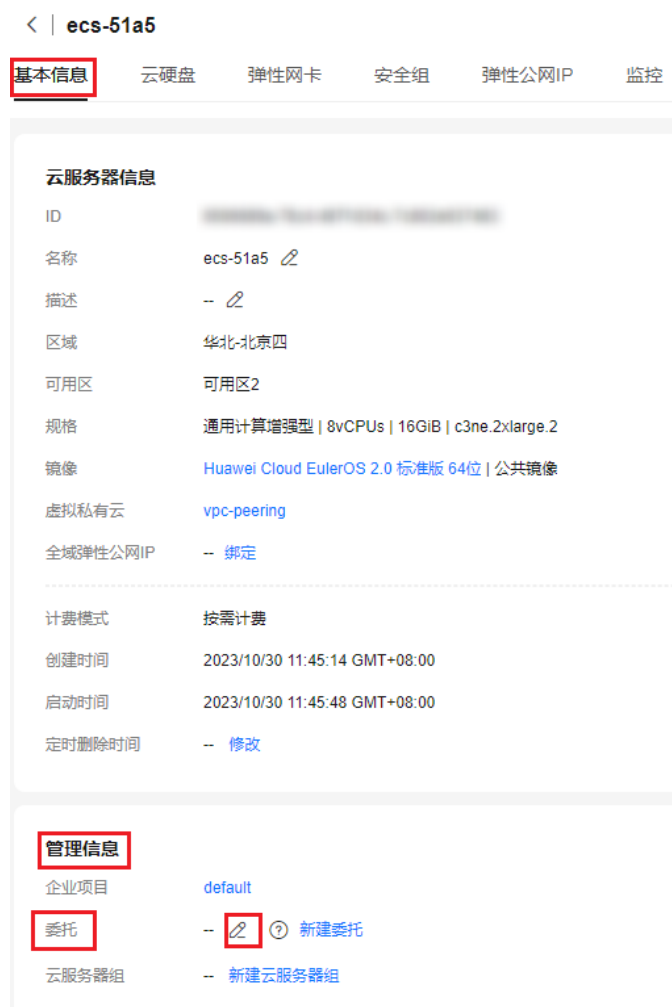 ecs-51a5
基本信息 云硬盘 弹性网卡 安全组 弹性公网IP 监控
云服务器信息
ID
名称 ecs-51a5
描述 --
区域 华北-北京四
可用区 可用区2
规格 通用计算增强型 | 8vCPUs | 16GiB | c3ne.2xlarge.2
镜像 Huawei Cloud EulerOS 2.0 标准版 64位 | 公共镜像
虚拟私有云 vpc-peering
全域弹性公网IP -- 绑定
计费模式 按需计费
创建时间 2023/10/30 11:45:14 GMT+08:00
启动时间 2023/10/30 11:45:48 GMT+08:00
定时删除时间 -- 修改
管理信息
企业项目 default
委托 -- 新建委托
云服务器组 -- 新建云服务器组